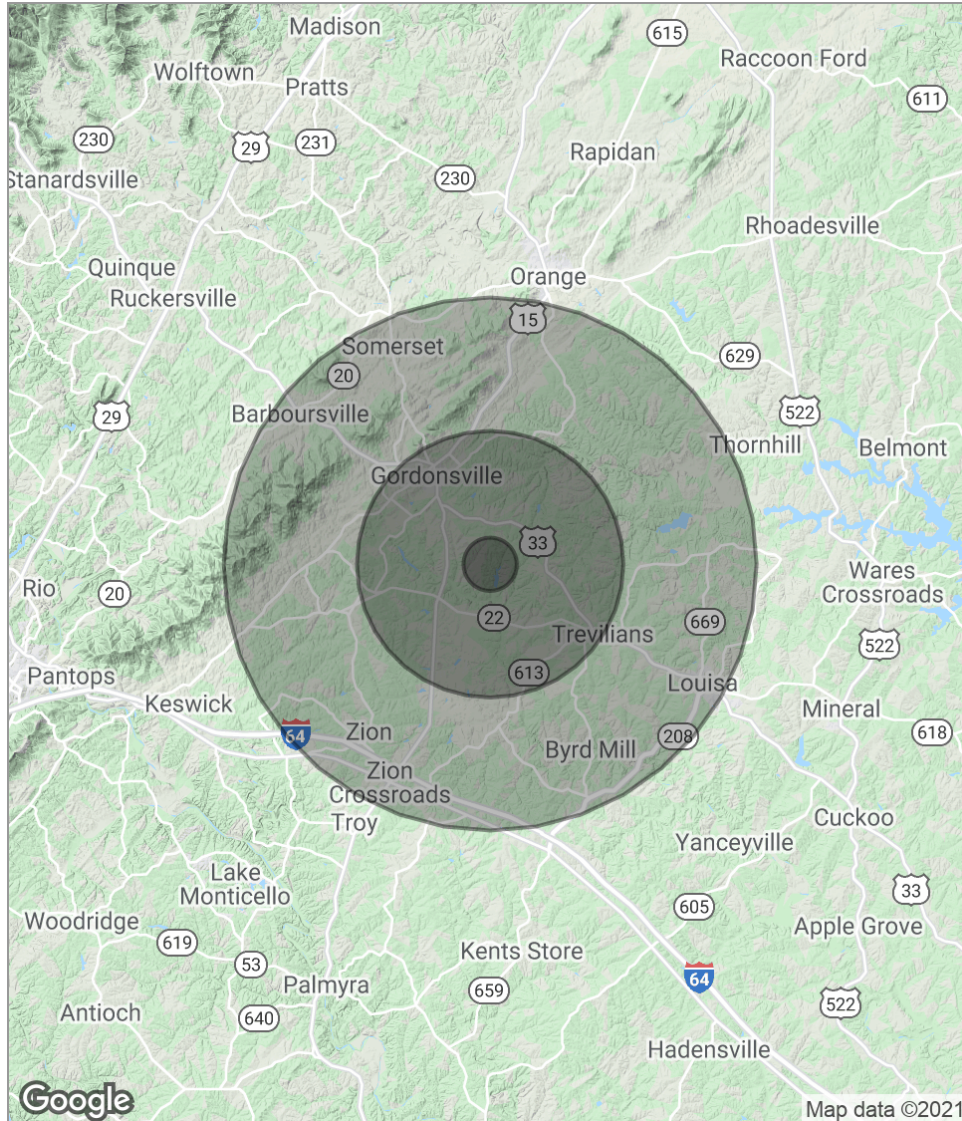 Madison
615
Raccoon Ford
Wolftown
Pratts
611
230
29
231
Rapidan
230
Stanardsville
Rhoadesville
Quinque
Orange
Ruckersville
15
Somerset
629
20
29
Barboursville
522
Thornhill
Belmont
Gordonsville
33
Wares
Crossroads
Rio
20
22
669
Trevilians
522
Pantops
613
Louisa
Keswick
Mineral
64
Zion
208
618
Byrd Mill
Zion
Crossroads
Troy
Cuckoo
Yanceyville
Lake
Monticello
33
605
Woodridge
Apple Grove
619
Kents Store
53
64
Palmyra
659
522
Antioch
640
Hadensville
Google
Map data ©2021